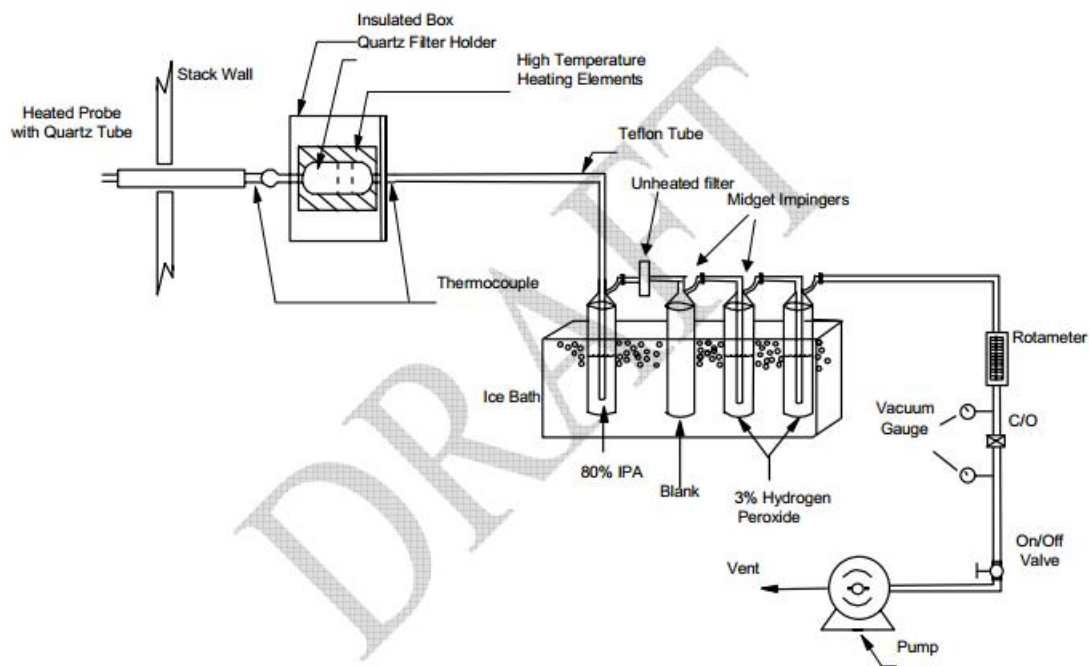 Insulated Box
Quartz Filter Holder
High Temperature
Heating Elements
Stack Wall
Heated Probe
with Quartz Tube
Teflon Tube
Unheated filter
Midget Impingers
Thermocouple
Rotameter
Ice Bath
Vacuum
Gauge
C/O
80% IPA
Blank
3% Hydrogen
Peroxide
On/Off
Valve
Vent
Pump
DRAFT